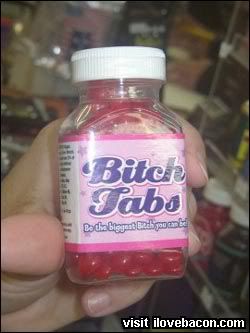 Bitch
Tabs
Be the biggest Bitch you can be!
visit ilovebacon.com